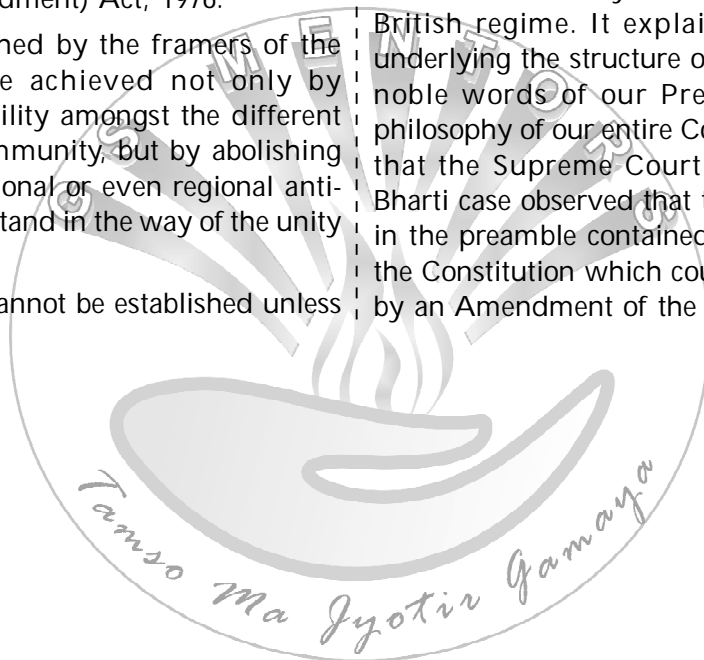 dment) Act, 1976.
ned by the framers of the
e achieved not only by
ility amongst the different
mmunity, but by abolishing
onal or even regional anti-
tand in the way of the unity
annot be established unless
British regime. It explai
underlying the structure o
noble words of our Pre
philosophy of our entire Co
that the Supreme Court
Bharti case observed that t
in the preamble contained
the Constitution which cou
by an Amendment of the
GS MENTORS
Tamso Ma Jyotir Gamaya